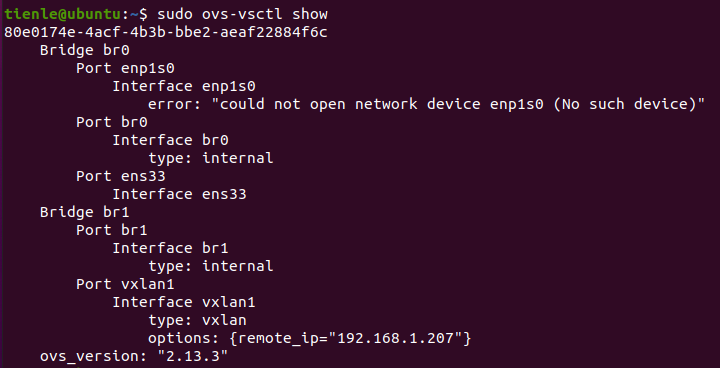 tienle@ubuntu:~$ sudo ovs-vsctl show
80e0174e-4acf-4b3b-bbe2-aeaf22884f6c
    Bridge br0
        Port enp1s0
            Interface enp1s0
                error: "could not open network device enp1s0 (No such device)"
        Port br0
            Interface br0
                type: internal
        Port ens33
            Interface ens33
    Bridge br1
        Port br1
            Interface br1
                type: internal
        Port vxlan1
            Interface vxlan1
                type: vxlan
                options: {remote_ip="192.168.1.207"}
    ovs_version: "2.13.3"